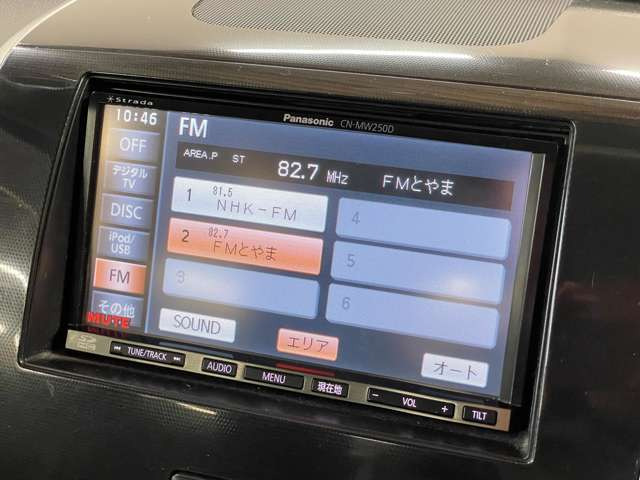 Strada
Panasonic CN-MW250D
10:46
FM
OFF
AREA.P ST 82.7 MHz FMとやま
デジタル
TV
1 81.5
NHK-FM
4
DISC
2 82.7
FMとやま
5
iPod/
USB
3
6
FM
その他
MUTE
SOUND
エリア
オート
TUNE/TRACK
AUDIO
MENU
現在地
- VOL +
TILT